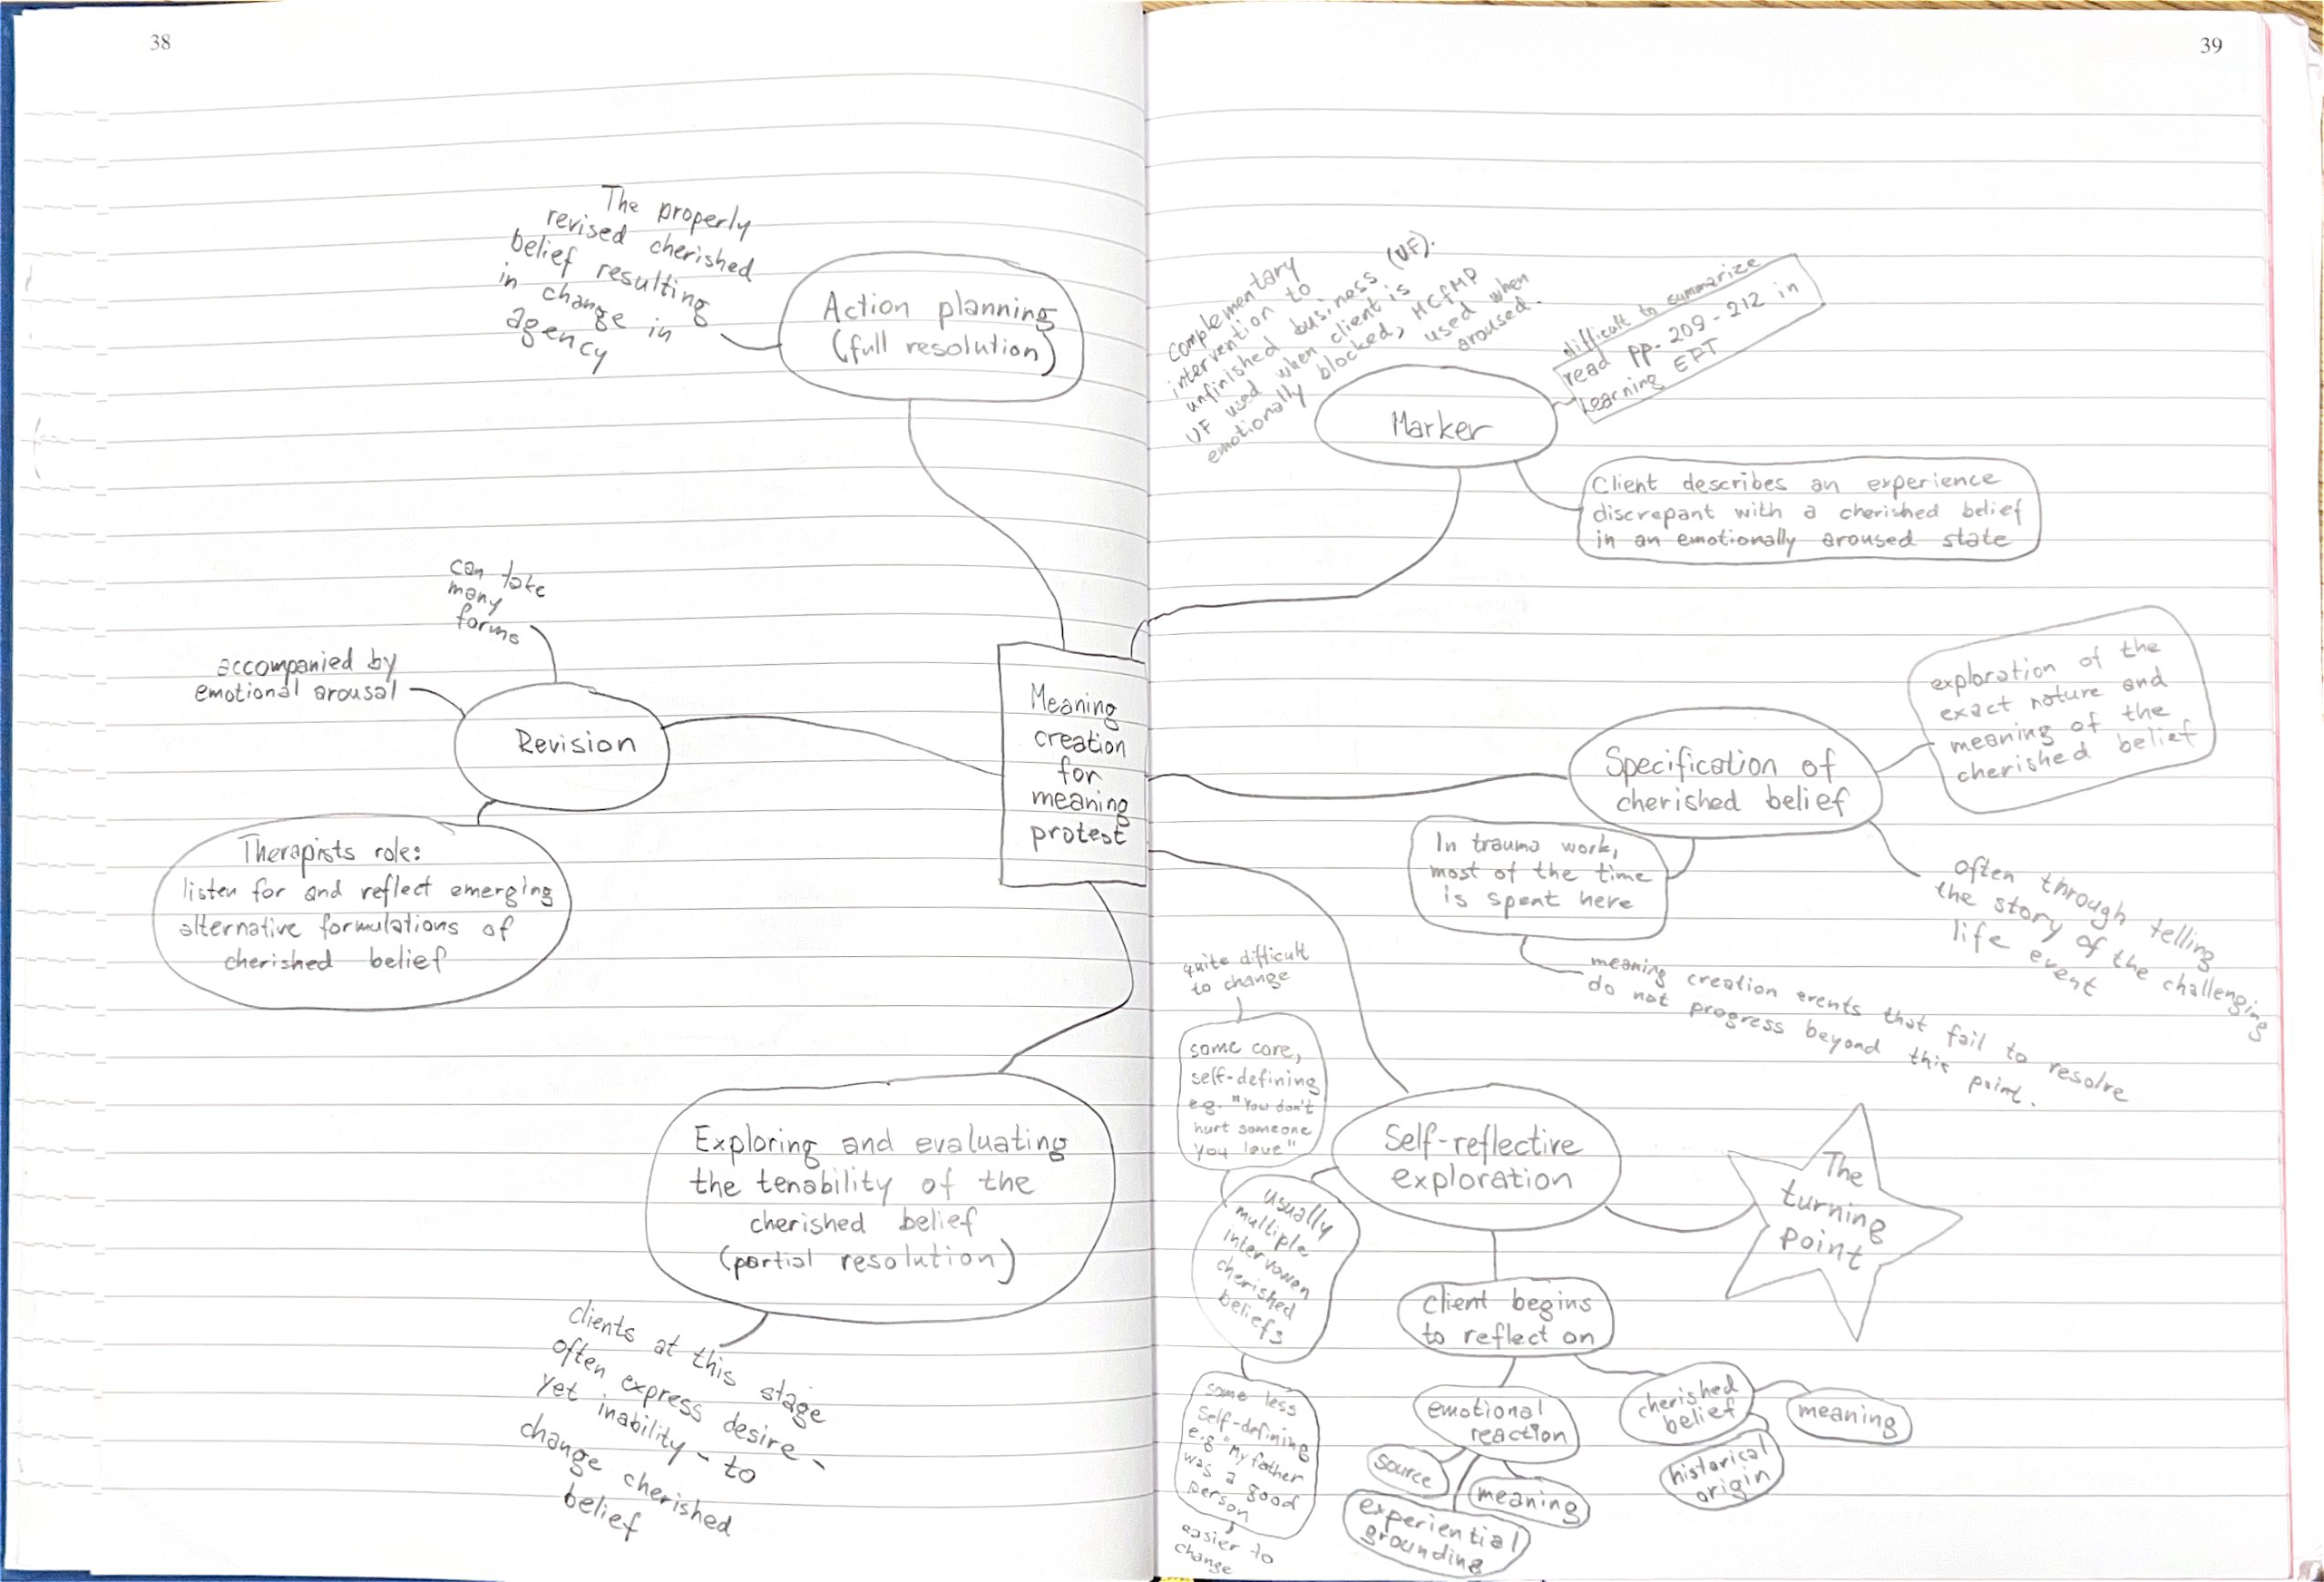 38
The properly
revised cherished
belief resulting
in change in
agency
Action planning
(full resolution)
can take
many
forms
accompanied by
emotional arousal
Revision
Therapists role:
listen for and reflect emerging
alternative formulations of
cherished belief
Meaning
creation
for
meaning
protest
Exploring and evaluating
the tenability of the
cherished belief
(partial resolution)
clients at this stage
often express desire -
yet inability - to
change cherished
belief
39
complementary
intervention to
unfinished business (UF).
UF used when client is
emotionally blocked, MCfMP
used when
aroused.
Marker
difficult to summarize
read pp. 209-212 in
Learning EFT
Client describes an experience
discrepant with a cherished belief
in an emotionally aroused state
Specification of
cherished belief
exploration of the
exact nature and
meaning of the
cherished belief
often through telling
the story of the challenging
life event
In trauma work,
most of the time
is spent here
meaning creation events that fail to resolve
do not progress beyond this point.
Self-reflective
exploration
The
turning
point
quite difficult
to change
some core,
self-defining
e.g. "You don't
hurt someone
you love"
usually
multiple
intervowen
cherished
beliefs
some less
self-defining
e.g "My father
was a good
person
easier to
change
client begins
to reflect on
emotional
reaction
source
meaning
experiential
grounding
cherished
belief
meaning
historical
origin